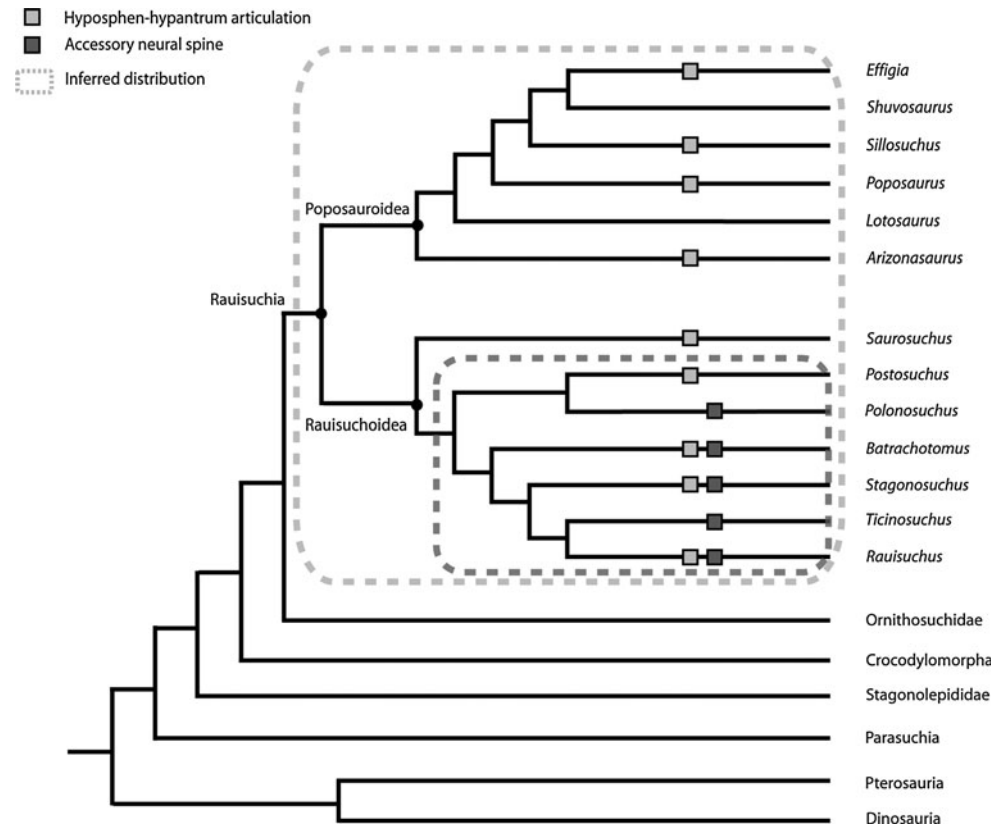 Hyposphen-hypantrum articulation
Accessory neural spine
Inferred distribution
Effigia
Shuvosaurus
Sillosuchus
Poposaurus
Poposauroidea
Lotosaurus
Arizonasaurus
Rauisuchia
Saurosuchus
Postosuchus
Polonosuchus
Rauisuchoidea
Batrachotomus
Stagonosuchus
Ticinosuchus
Rauisuchus
Ornithosuchidae
Crocodylomorpha
Stagonolepididae
Parasuchia
Pterosauria
Dinosauria